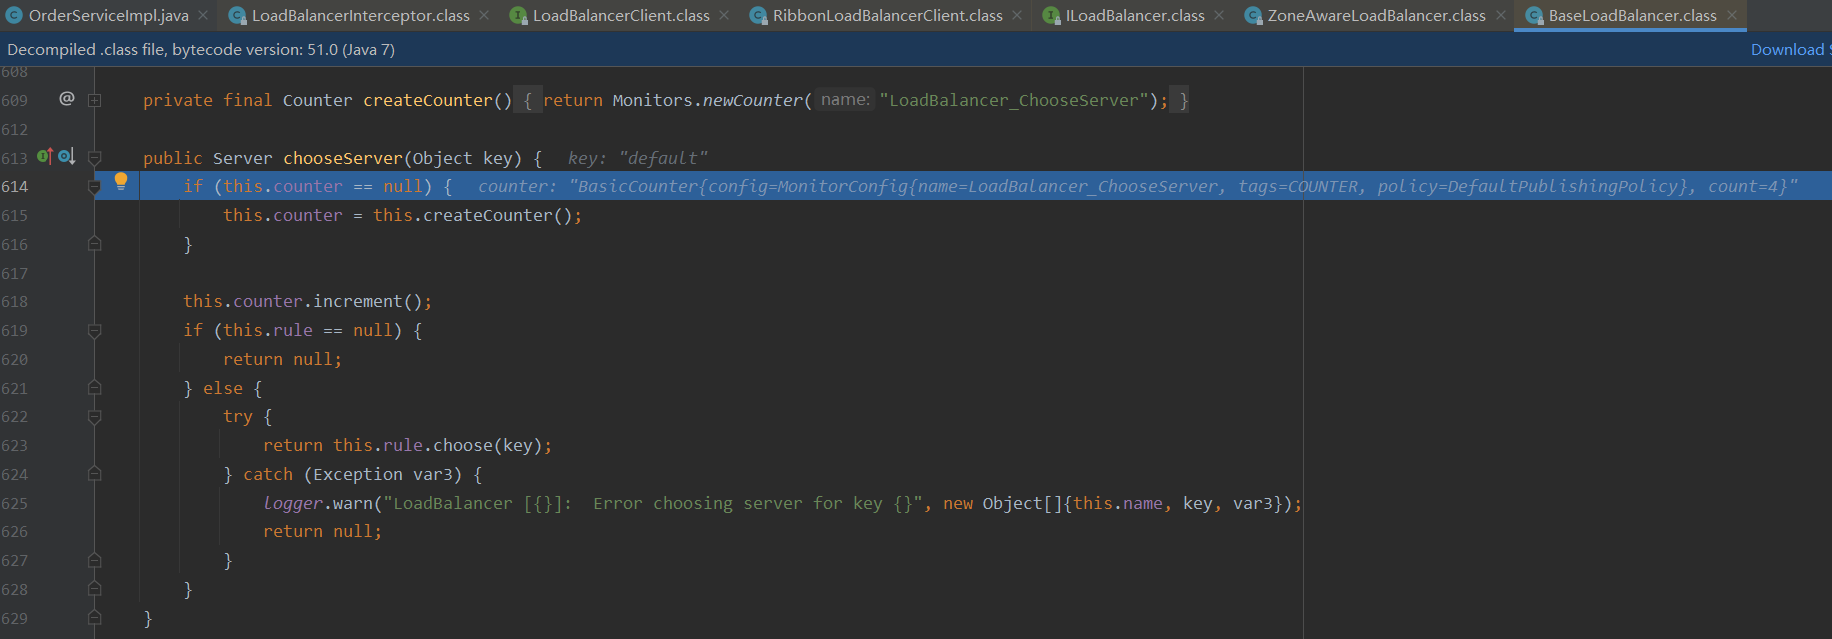 OrderServiceImpl.java LoadBalancerInterceptor.class LoadBalancerClient.class RibbonLoadBalancerClient.class ILoadBalancer.class ZoneAwareLoadBalancer.class BaseLoadBalancer.class
Decompiled .class file, bytecode version: 51.0 (Java 7) Download
608
609 @ private final Counter createCounter() { return Monitors.newCounter( name: "LoadBalancer_ChooseServer"); }
612
613 public Server chooseServer(Object key) { key: "default"
614 if (this.counter == null) { counter: "BasicCounter{config=MonitorConfig{name=LoadBalancer_ChooseServer, tags=COUNTER, policy=DefaultPublishingPolicy}, count=4}"
615 this.counter = this.createCounter();
616 }
617
618 this.counter.increment();
619 if (this.rule == null) {
620 return null;
621 } else {
622 try {
623 return this.rule.choose(key);
624 } catch (Exception var3) {
625 logger.warn("LoadBalancer [{}]:  Error choosing server for key {}", new Object[]{this.name, key, var3});
626 return null;
627 }
628 }
629 }